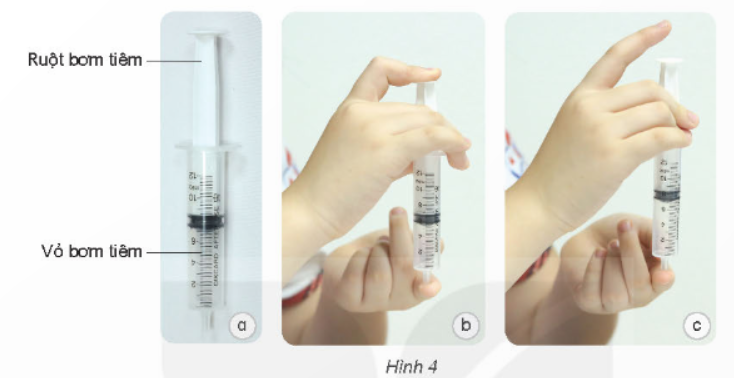 Ruột bơm tiêm
Vỏ bơm tiêm
a
b
c
Hình 4